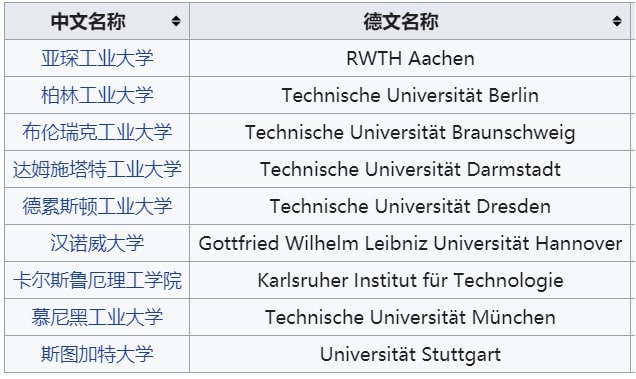 中文名称 德文名称
亚琛工业大学 RWTH Aachen
柏林工业大学 Technische Universität Berlin
布伦瑞克工业大学 Technische Universität Braunschweig
达姆施塔特工业大学 Technische Universität Darmstadt
德累斯顿工业大学 Technische Universität Dresden
汉诺威大学 Gottfried Wilhelm Leibniz Universität Hannover
卡尔斯鲁厄理工学院 Karlsruher Institut für Technologie
慕尼黑工业大学 Technische Universität München
斯图加特大学 Universität Stuttgart